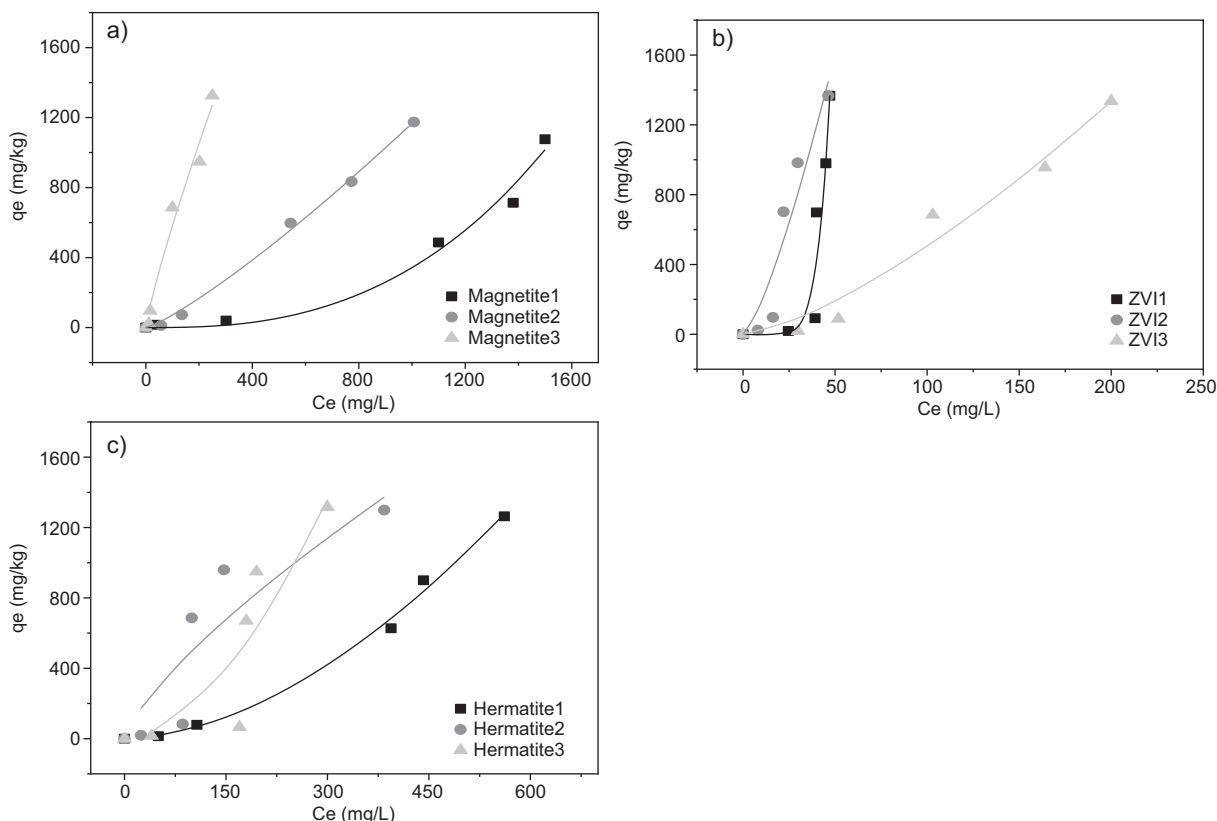 a)
qe (mg/kg)
1600
1200
800
400
0
0 400 800 1200 1600
Ce (mg/L)
Magnetite1
Magnetite2
Magnetite3
b)
qe (mg/kg)
1600
1200
800
400
0
0 50 100 150 200 250
Ce (mg/L)
ZVI1
ZVI2
ZVI3
c)
qe (mg/kg)
1600
1200
800
400
0
0 150 300 450 600
Ce (mg/L)
Hermatite1
Hermatite2
Hermatite3